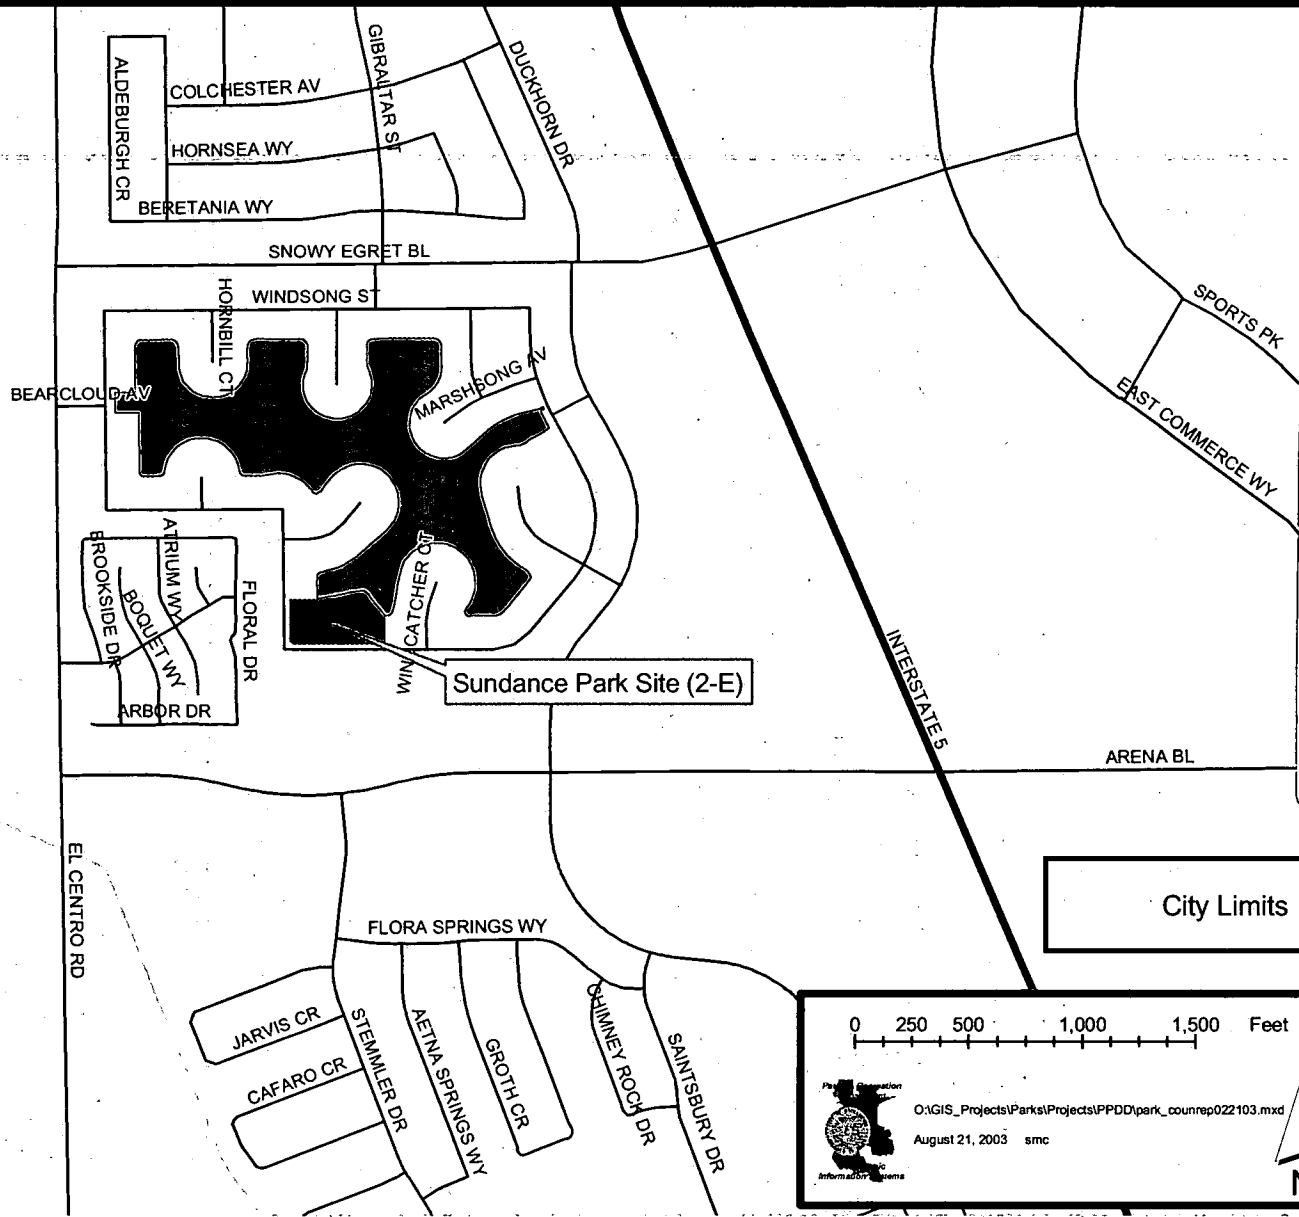 GIBRALTAR ST
DUCKHORN DR
ALDEBURGH CR
COLCHESTER AV
HORNSEA WY
BERETANIA WY
SNOWY EGRET BL
HORNBILL CT
WINDSONG ST
SPORTS PK
MARSHSONG AV
BEARCLOUD AV
EAST COMMERCE WY
BROOKSIDE DR
ATRIUM WY
BOQUET WY
FLORAL DR
CATCHER CT
INTERSTATE 5
Sundance Park Site (2-E)
ARBOR DR
ARENA BL
EL CENTRO RD
City Limits
FLORA SPRINGS WY
JARVIS CR
CAFARO CR
STEMMLER DR
AETNA SPRINGS WY
GROTH CR
CHIMNEY ROCK DR
SAINTSBURY DR
0 250 500 1,000 1,500 Feet
O:\GIS_Projects\Parks\Projects\PPDD\park_counrep022103.mxd
August 21, 2003 smc